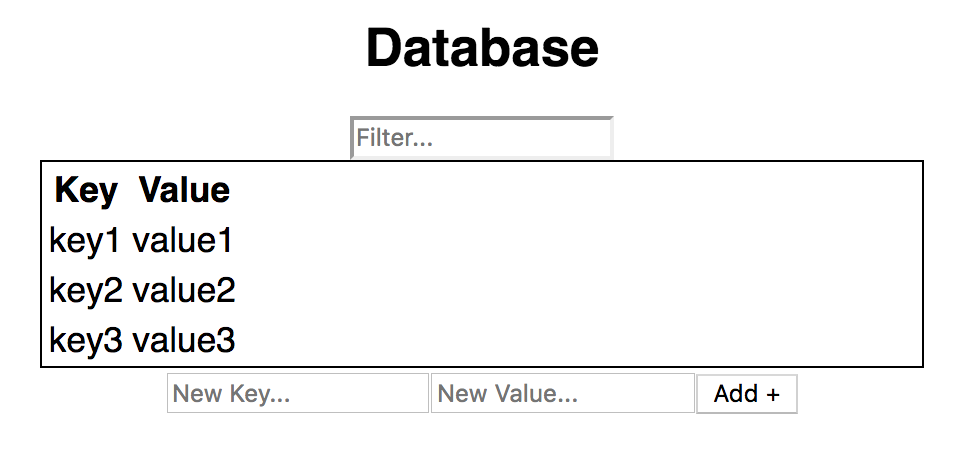 Database
Filter...
Key Value
key1 value1
key2 value2
key3 value3
New Key... New Value... Add +